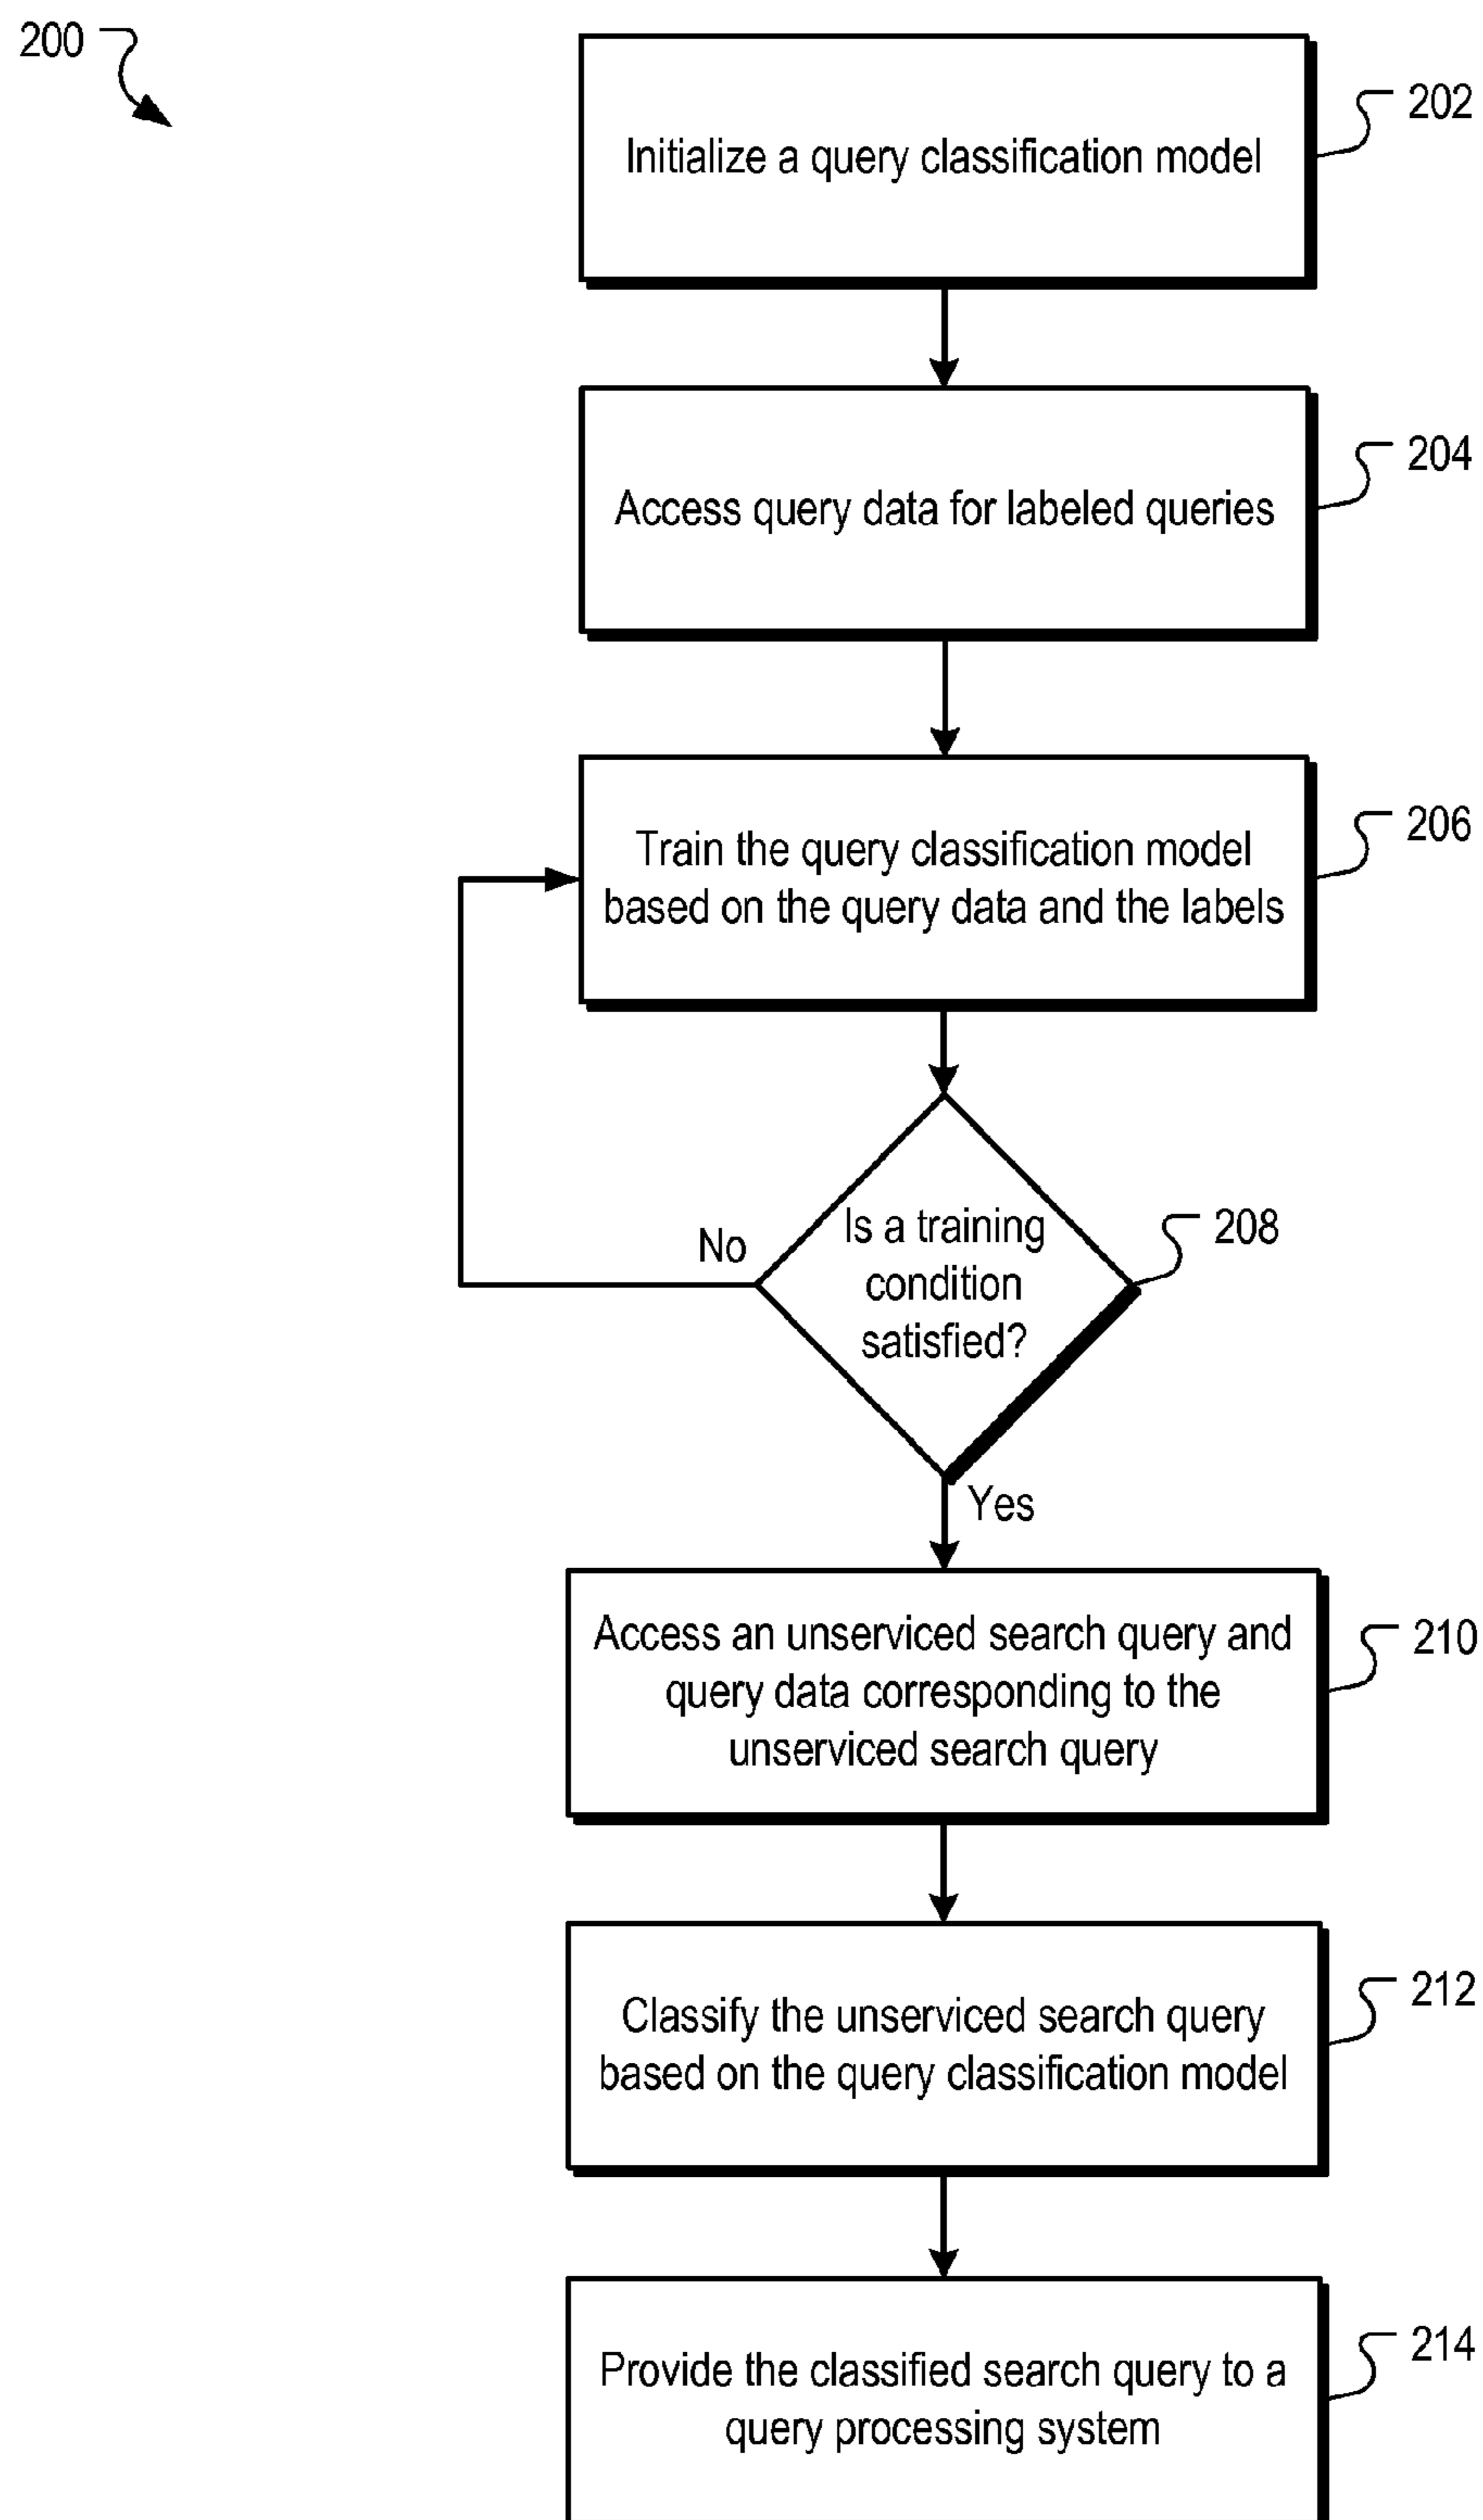 200
202
Initialize a query classification model
204
Access query data for labeled queries
206
Train the query classification model
based on the query data and the labels
208
Is a training
condition
satisfied?
No
Yes
210
Access an unserviced search query and
query data corresponding to the
unserviced search query
212
Classify the unserviced search query
based on the query classification model
214
Provide the classified search query to a
query processing system